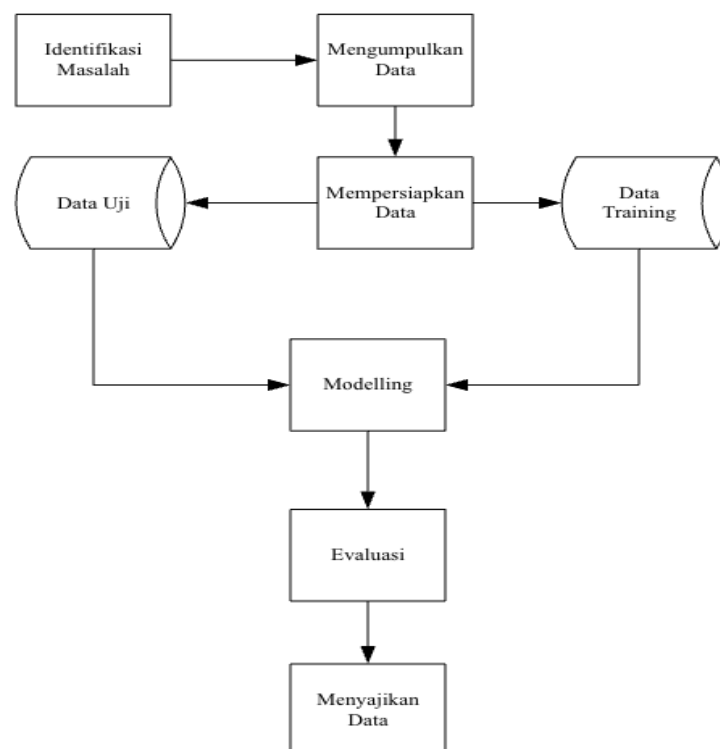 Identifikasi
Masalah
Mengumpulkan
Data
Data Uji
Mempersiapkan
Data
Data
Training
Modelling
Evaluasi
Menyajikan
Data